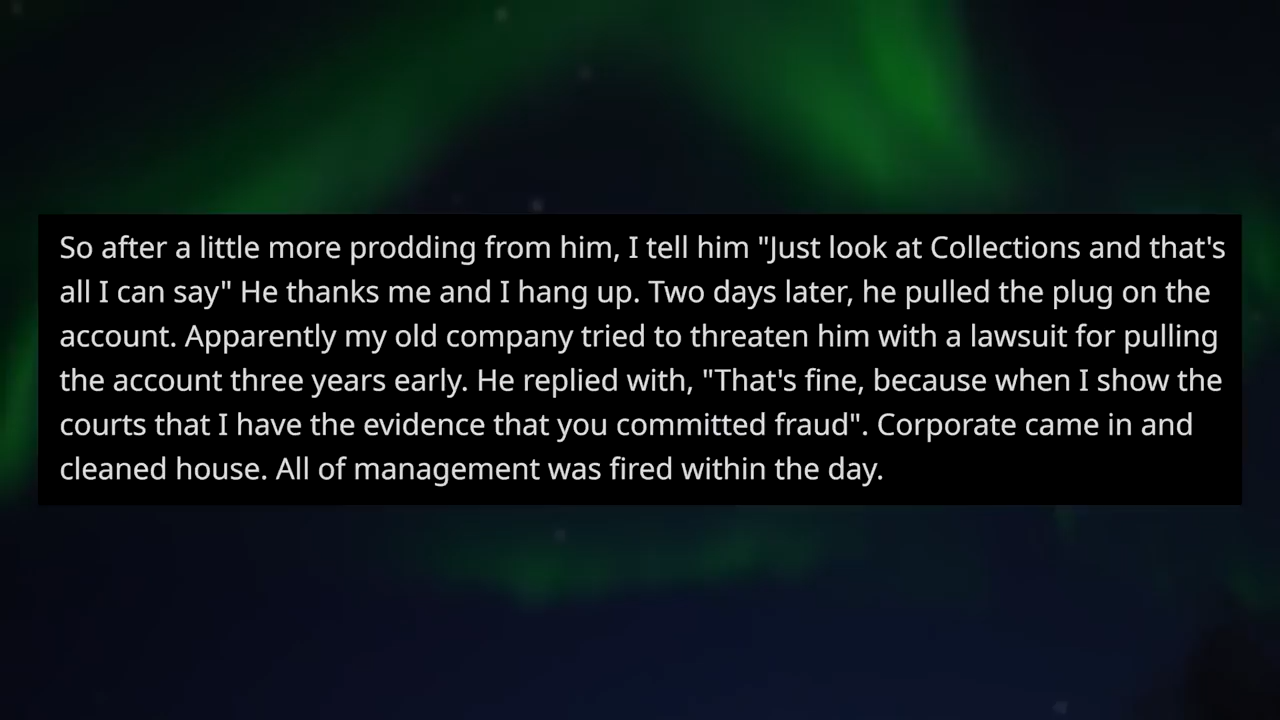 So after a little more prodding from him, I tell him "Just look at Collections and that's
all I can say" He thanks me and I hang up. Two days later, he pulled the plug on the
account. Apparently my old company tried to threaten him with a lawsuit for pulling
the account three years early. He replied with, "That's fine, because when I show the
courts that I have the evidence that you committed fraud". Corporate came in and
cleaned house. All of management was fired within the day.